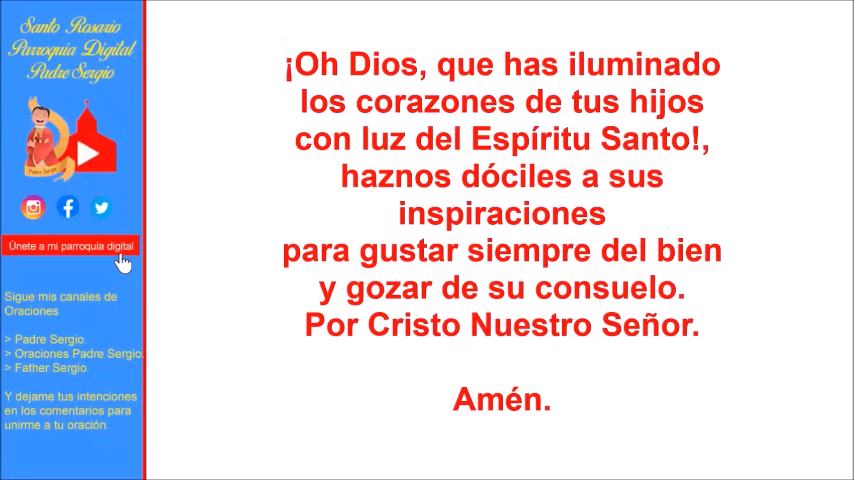 Santo Rosario
Parroquia Digital
Padre Sergio
Padre Sergio
Únete a mi parroquia digital
Sigue mis canales de
Oraciones
> Padre Sergio.
> Oraciones Padre Sergio.
> Father Sergio.
Y dejame tus intenciones
en los comentarios para
unirme a tu oración.
¡Oh Dios, que has iluminado
los corazones de tus hijos
con luz del Espíritu Santo!,
haznos dóciles a sus
inspiraciones
para gustar siempre del bien
y gozar de su consuelo.
Por Cristo Nuestro Señor.
Amén.